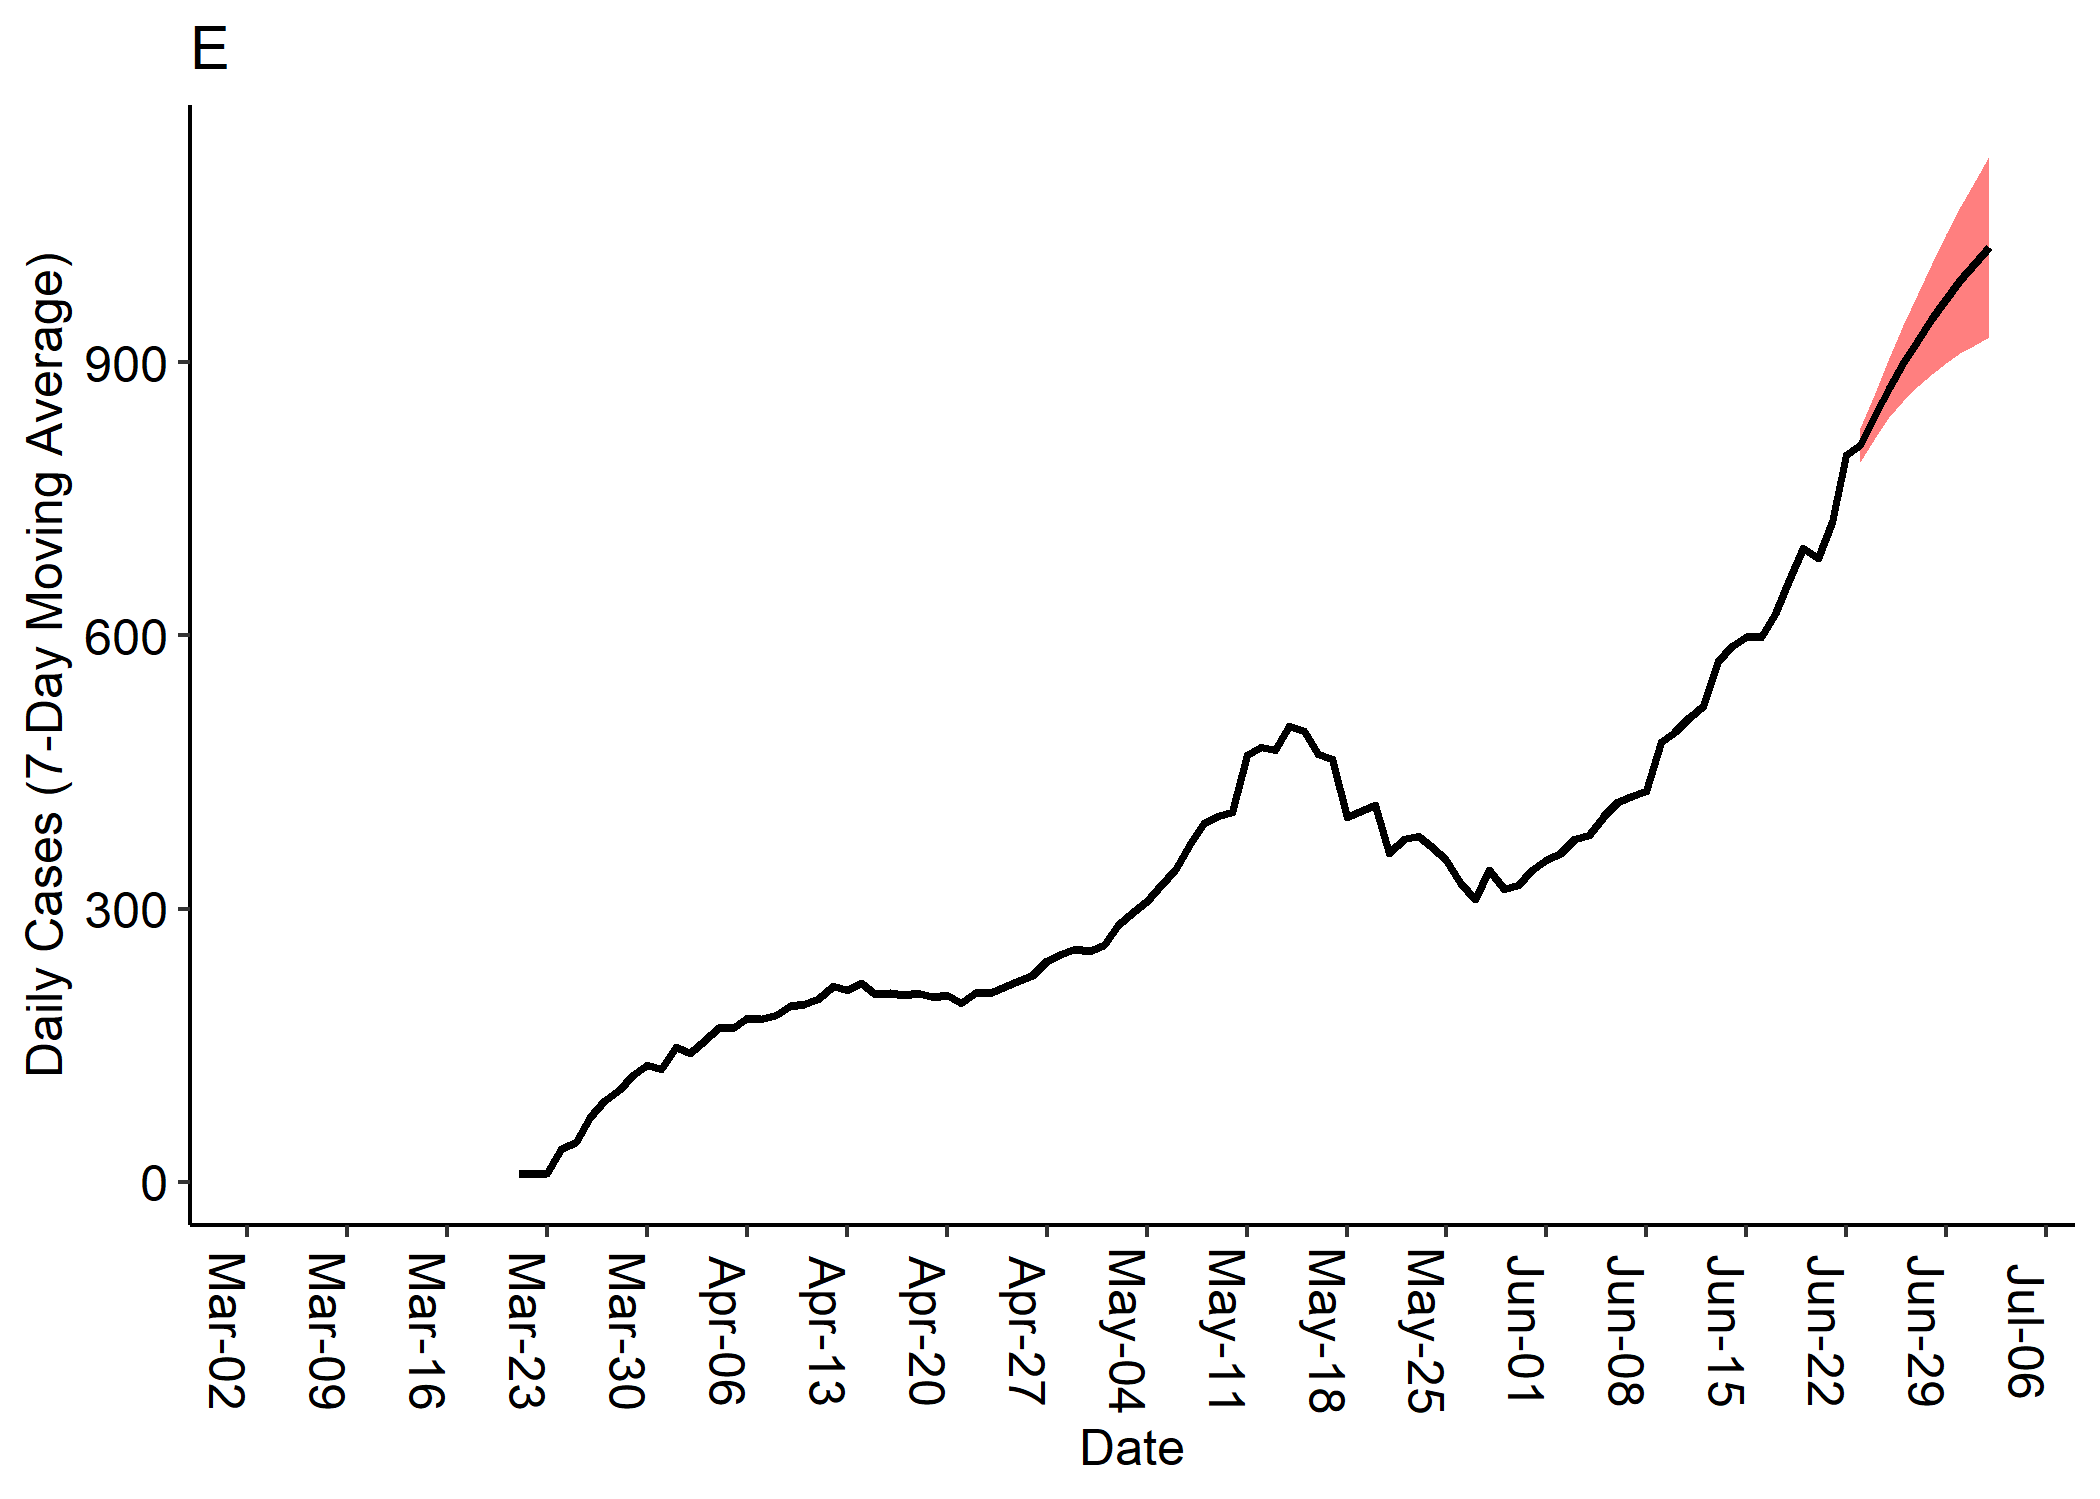 E
Daily Cases (7-Day Moving Average)
900
600
300
0
Mar-02
Mar-09
Mar-16
Mar-23
Mar-30
Apr-06
Apr-13
Apr-20
Apr-27
May-04
May-11
May-18
May-25
Jun-01
Jun-08
Jun-15
Jun-22
Jun-29
Jul-06
Date